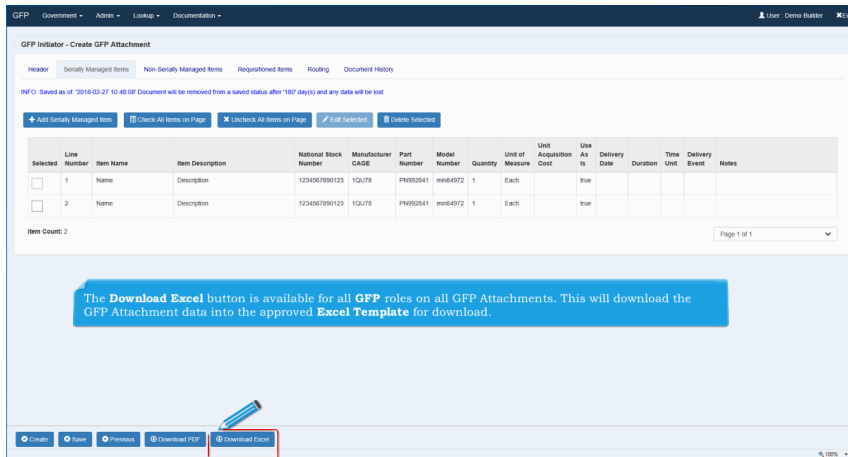 GFP Government Admin Lookup Documentation User : Demo Builder Ex
GFP Initiator - Create GFP Attachment
Header Serially Managed Items Non-Serially Managed Items Requisitioned Items Routing Document History
INFO: Saved as of: '2018-02-27 10:48:08' Document will be removed from a saved status after '180' day(s) and any data will be lost.
Add Serially Managed Item Check All Items on Page Uncheck All Items on Page Edit Selected Delete Selected
Selected Line Number Item Name Item Description National Stock Number Manufacturer CAGE Part Number Model Number Quantity Unit of Measure Unit Acquisition Cost Use As Is Delivery Date Duration Time Unit Delivery Event Notes
1 Name Description 1234567890123 1QU78 PN992841 min84972 1 Each true
2 Name Description 1234567890123 1QU78 PN992841 min84972 1 Each true
Item Count: 2
Page 1 of 1
The Download Excel button is available for all GFP roles on all GFP Attachments. This will download the
GFP Attachment data into the approved Excel Template for download.
Create Save Previous Download PDF Download Excel
100%